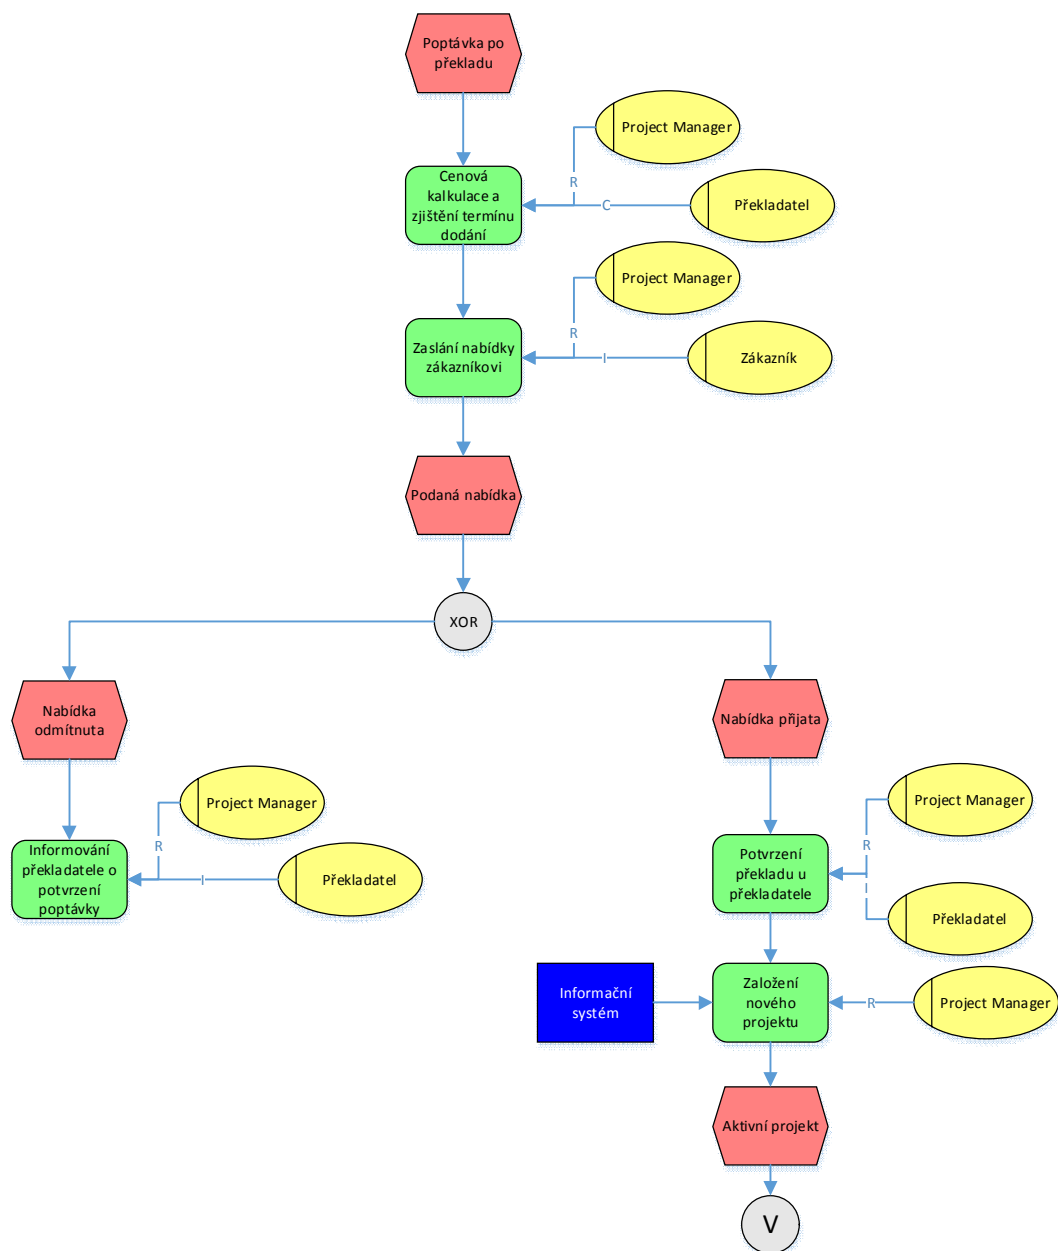 Poptávka po
překladu
Project Manager
R
Cenová
kalkulace a
zjištění termínu
dodání
C
Překladatel
Project Manager
R
Zaslání nabídky
zákazníkovi
I
Zákazník
Podaná nabídka
XOR
Nabídka
odmítnuta
Nabídka přijata
Project Manager
R
Informování
překladatele o
potvrzení
poptávky
I
Překladatel
Project Manager
R
Potvrzení
překladu u
překladatele
I
Překladatel
Informační
systém
Založení
nového
projektu
R
Project Manager
Aktivní projekt
V